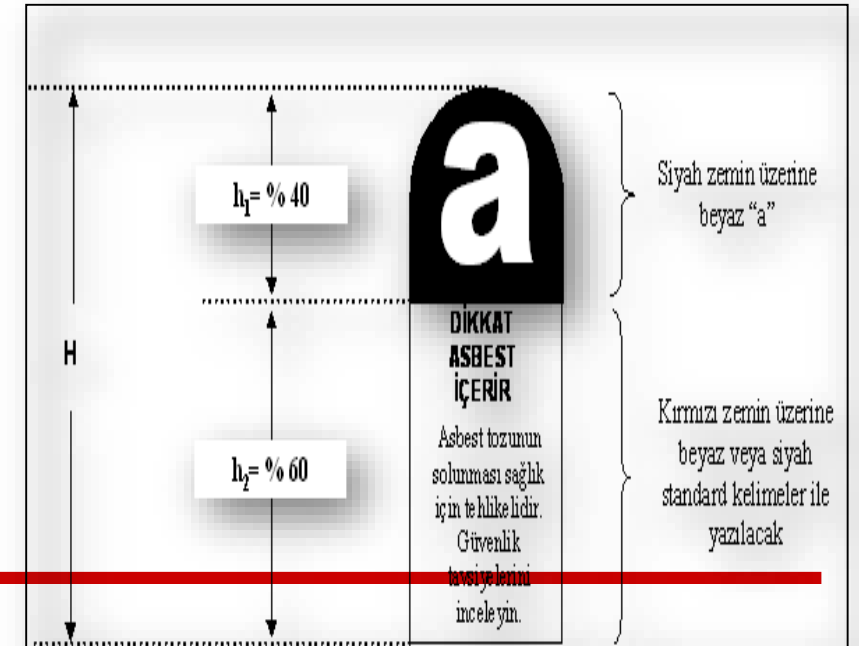 a
h₁= % 40
Siyah zemin üzerine
beyaz “a”
H
DİKKAT
ASBEST
İÇERİR
Asbest tozunun
solunması sağlık
için tehlikelidir.
Güvenlik
tavsiyelerini
inceleyin.
h₂= % 60
Kırmızı zemin üzerine
beyaz veya siyah
standard kelimeler ile
yazılacak